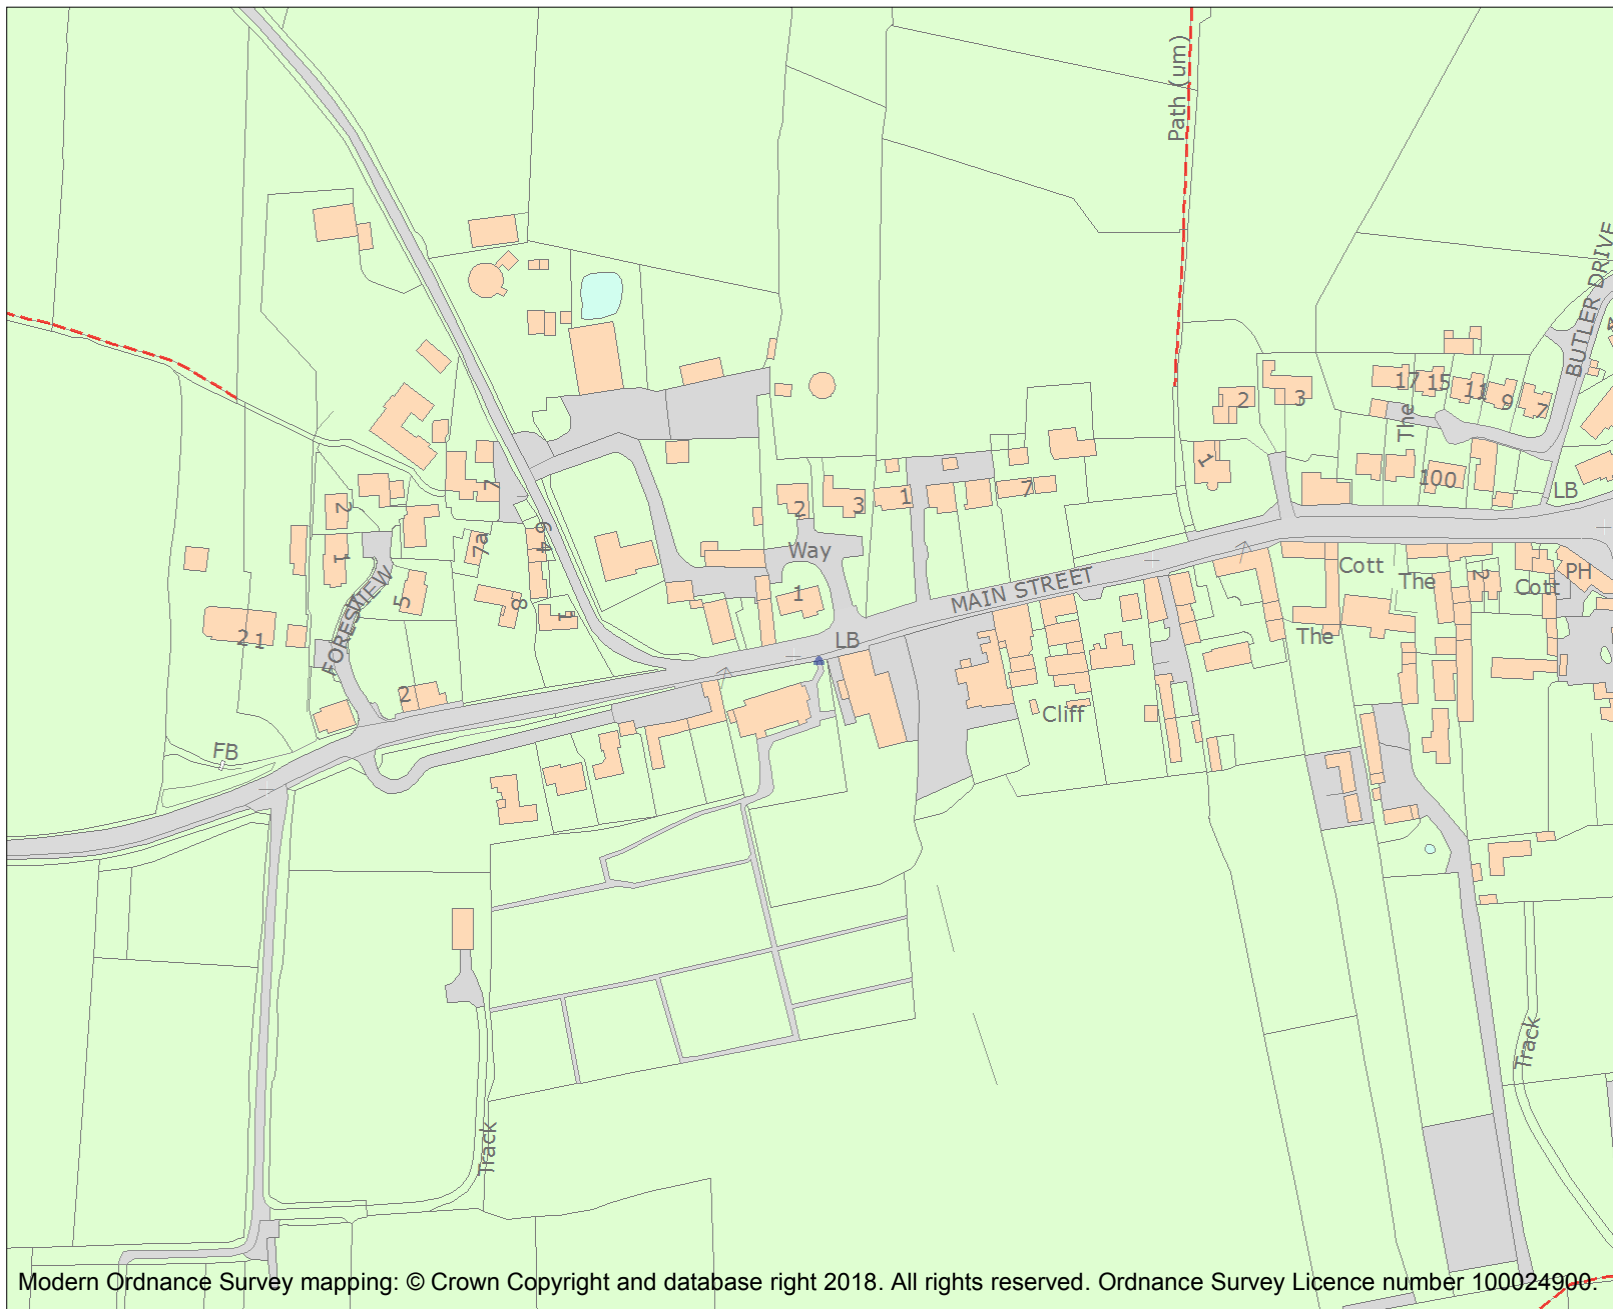 Path (um)
BUTLER DRIVE
17 15 11 9 7
The
2 3
1
100
LB
2
7
7a
64
1
FORESTVIEW
5
8
1
2 1
2
2 3 1 7
Way
1
LB
MAIN STREET
Cott
The
2
Cott
PH
The
Cliff
FB
Track
Track
Modern Ordnance Survey mapping: © Crown Copyright and database right 2018. All rights reserved. Ordnance Survey Licence number 100024900.